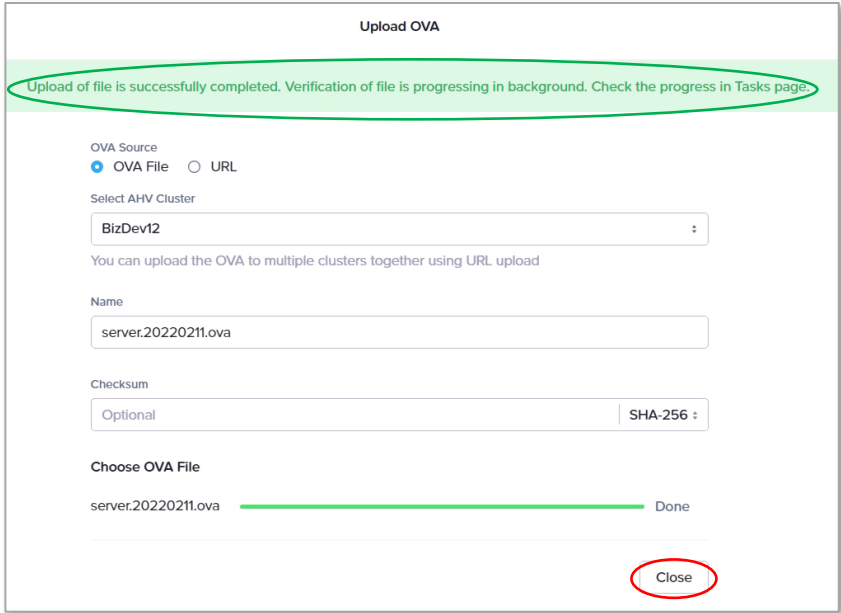 Upload OVA
Upload of file is successfully completed. Verification of file is progressing in background. Check the progress in Tasks page.
OVA Source
OVA File URL
Select AHV Cluster
BizDev12
You can upload the OVA to multiple clusters together using URL upload
Name
server.20220211.ova
Checksum
Optional SHA-256
Choose OVA File
server.20220211.ova Done
Close